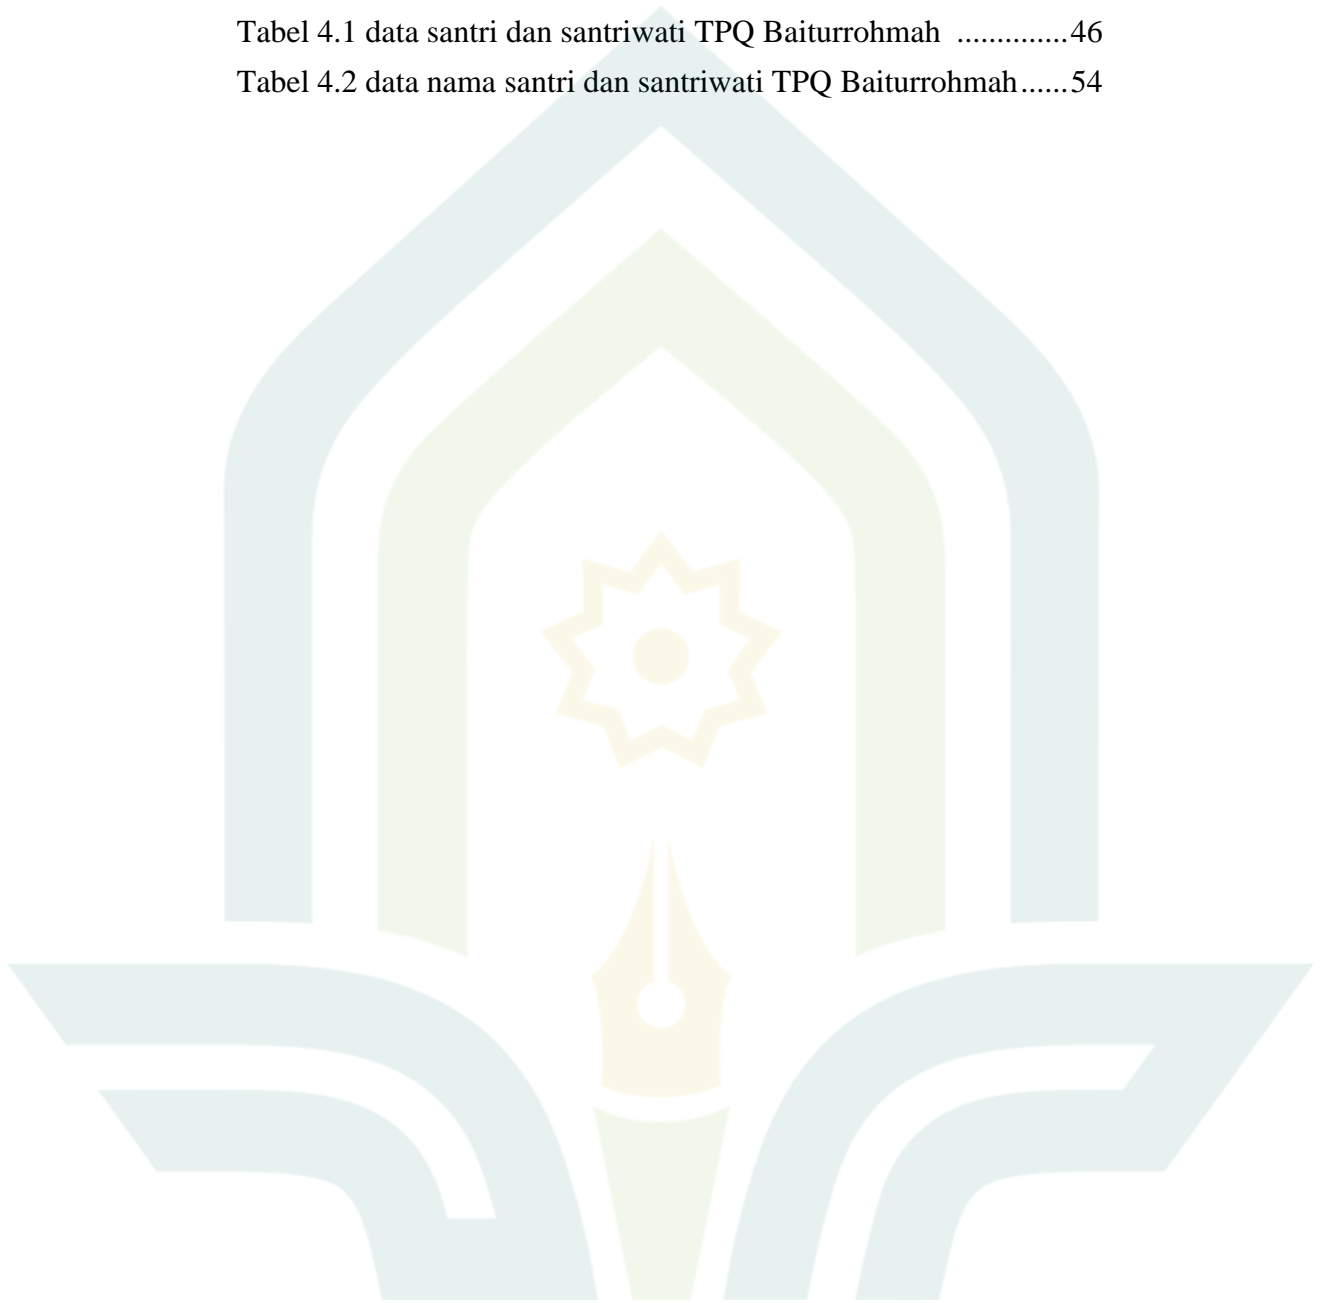 Tabel 4.1 data santri dan santriwati TPQ Baiturrohmah ..............46
Tabel 4.2 data nama santri dan santriwati TPQ Baiturrohmah......54